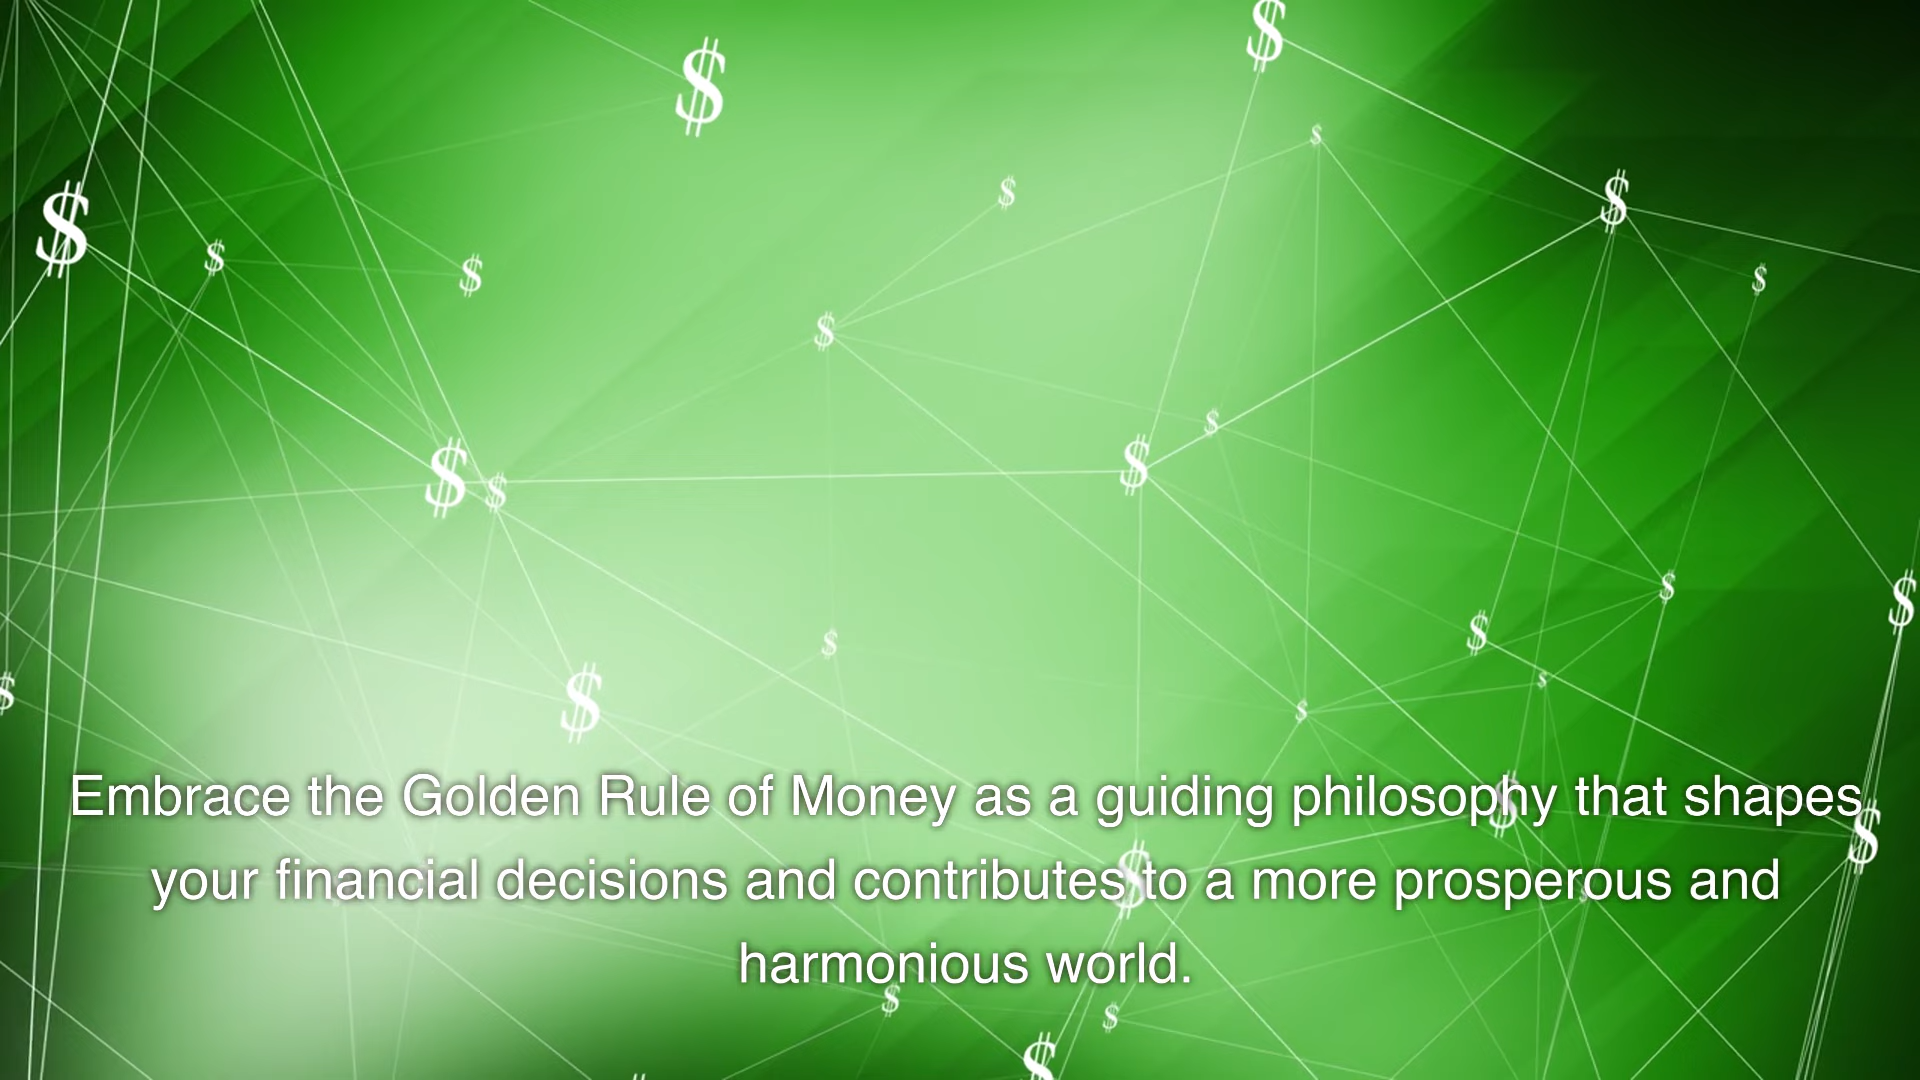 Embrace the Golden Rule of Money as a guiding philosophy that shapes
your financial decisions and contributes to a more prosperous and
harmonious world.